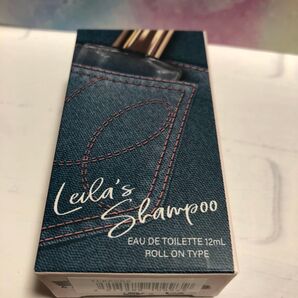 Leila's
Shampoo
EAU DE TOILETTE 12mL
ROLL ON TYPE